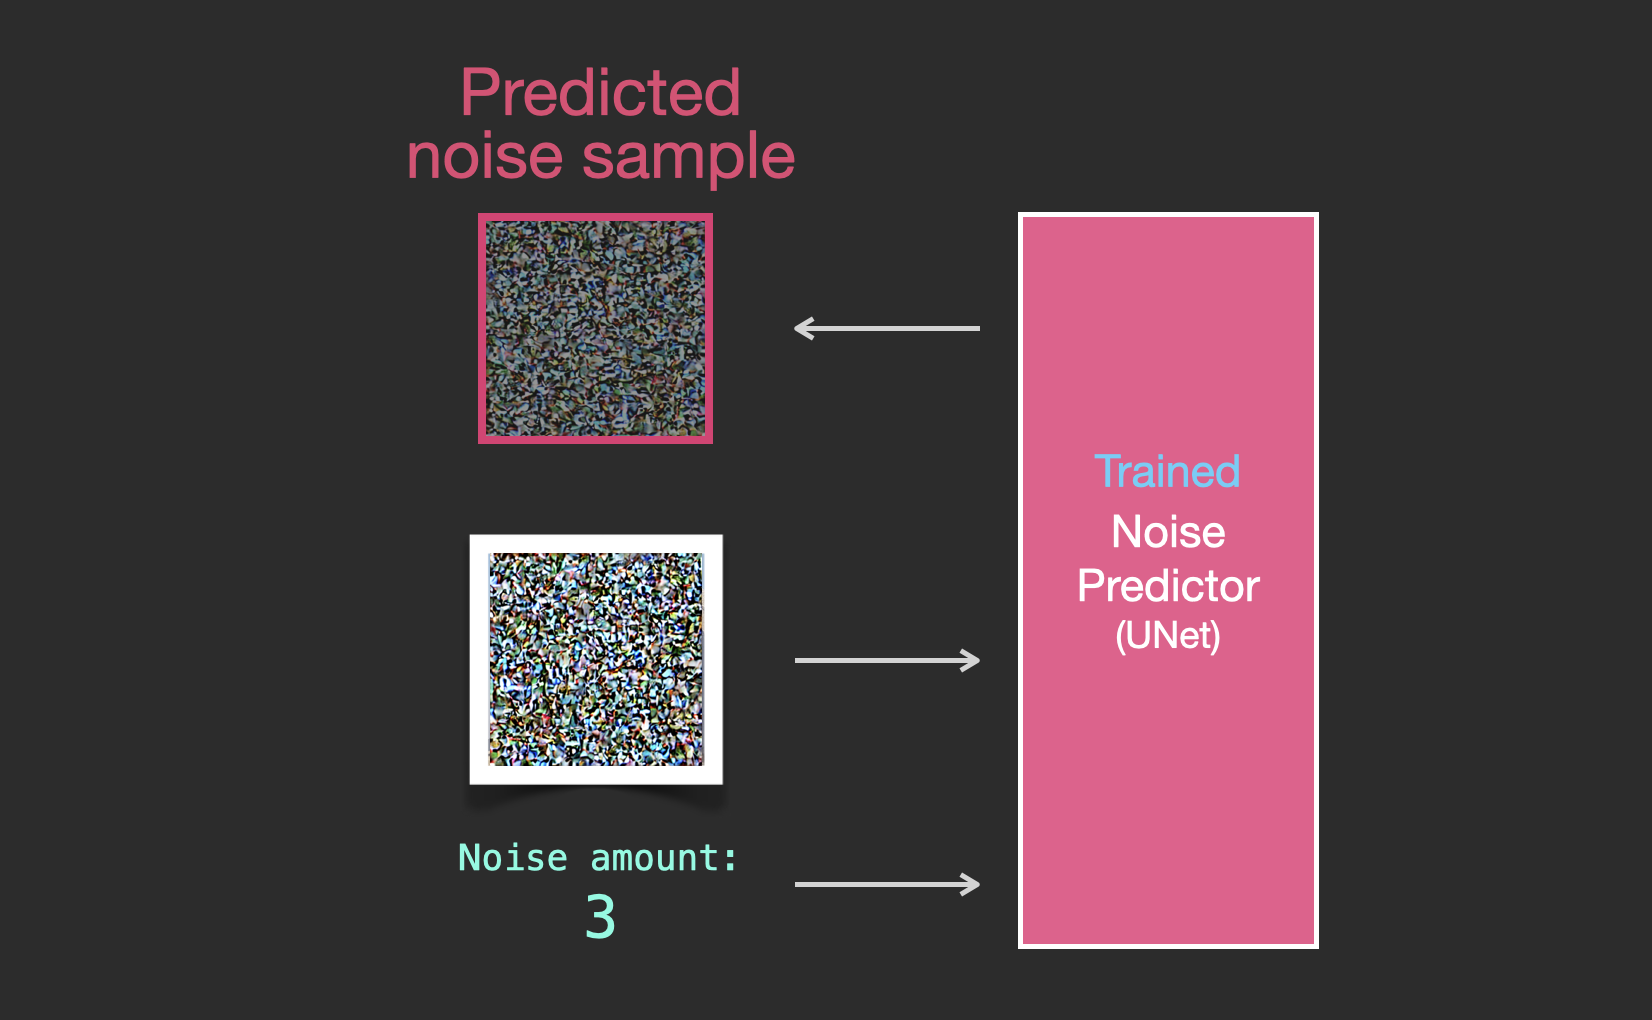 Predicted
noise sample
Trained
Noise
Predictor
(UNet)
Noise amount:
3